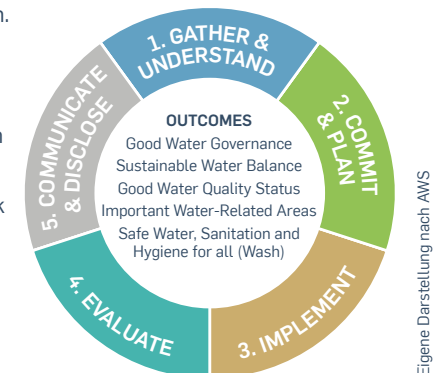 n.
n
k
1. GATHER &
UNDERSTAND
2. COMMIT
& PLAN
3. IMPLEMENT
4. EVALUATE
5. COMMUNICATE
& DISCLOSE
OUTCOMES
Good Water Governance
Sustainable Water Balance
Good Water Quality Status
Important Water-Related Areas
Safe Water, Sanitation and
Hygiene for all (Wash)
Eigene Darstellung nach AWS